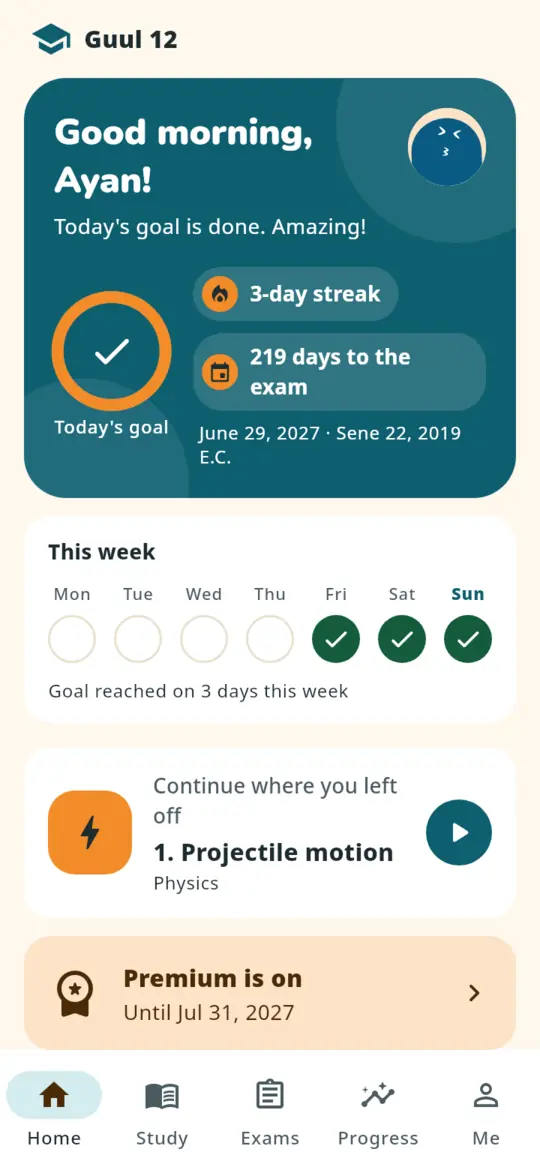 Guul 12
Good morning,
Ayan!
Today's goal is done. Amazing!
3-day streak
219 days to the
exam
Today's goal
June 29, 2027 · Sene 22, 2019
E.C.
This week
Mon Tue Wed Thu Fri Sat Sun
Goal reached on 3 days this week
Continue where you left
off
1. Projectile motion
Physics
Premium is on
Until Jul 31, 2027
Home Study Exams Progress Me